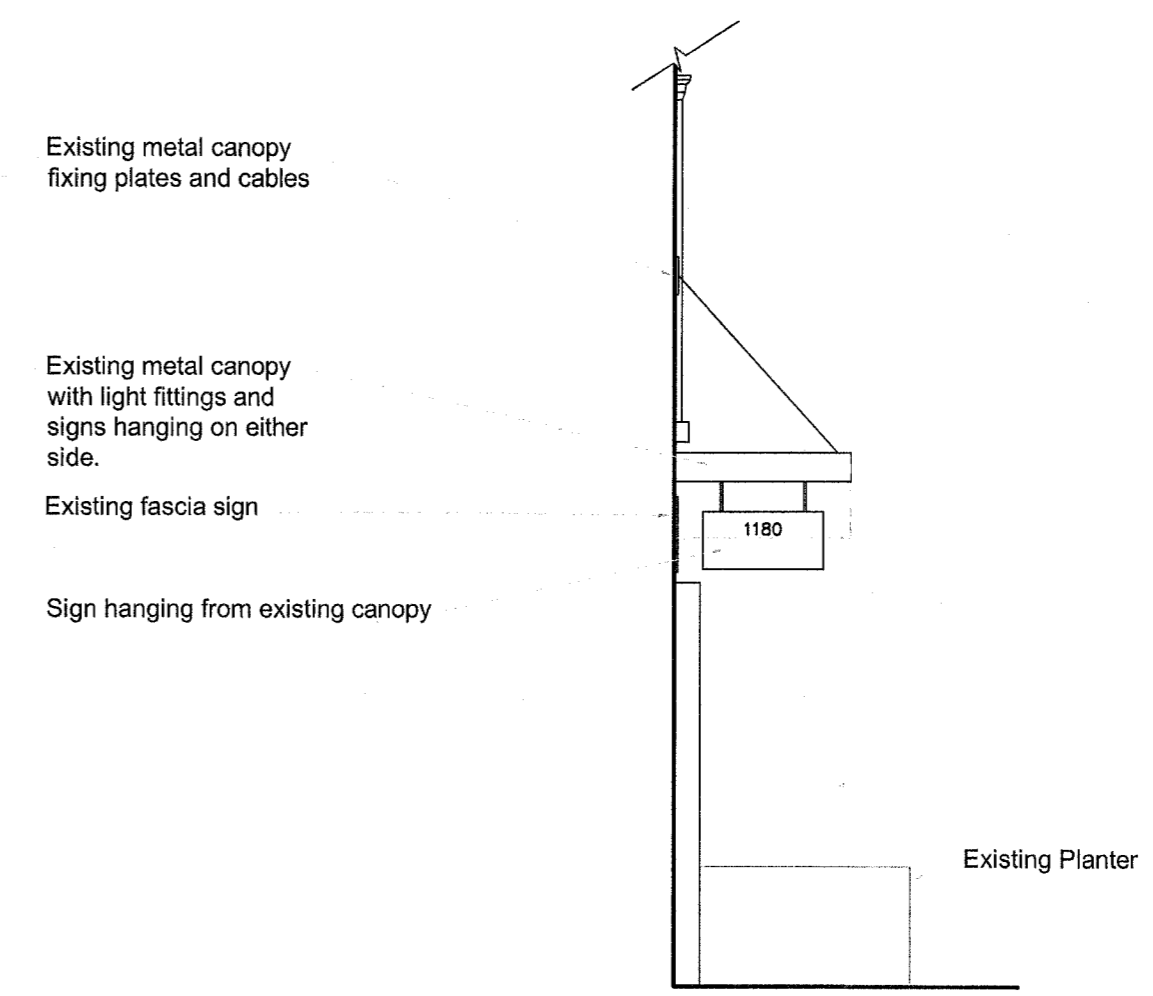 Existing metal canopy
fixing plates and cables
Existing metal canopy
with light fittings and
signs hanging on either
side.
Existing fascia sign
1180
Sign hanging from existing canopy
Existing Planter